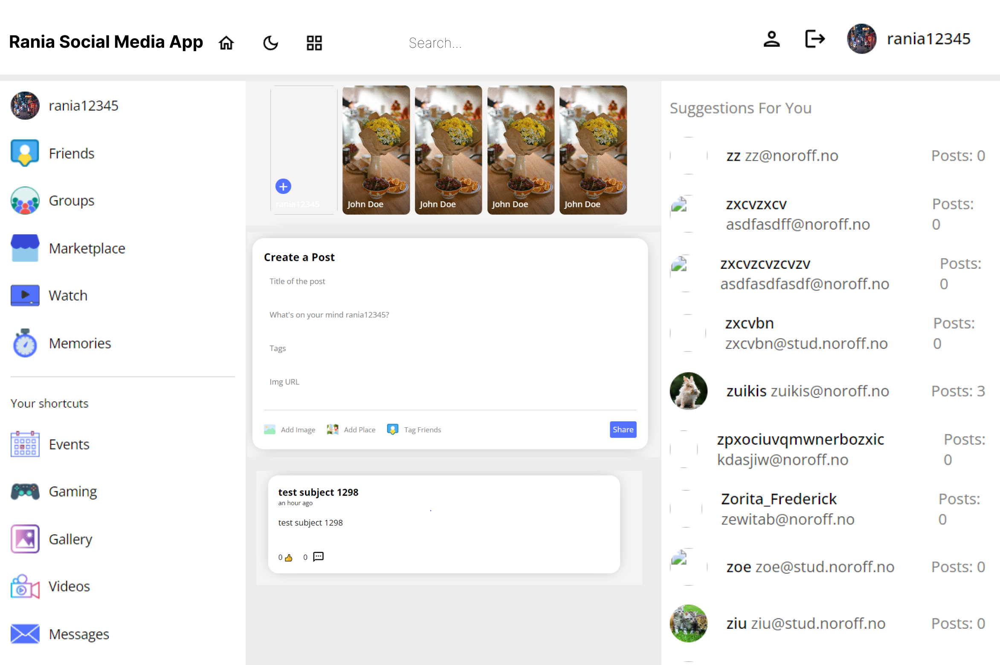 Rania Social Media App
Search...
rania12345
rania12345
Friends
Groups
Marketplace
Watch
Memories
Your shortcuts
Events
Gaming
Gallery
Videos
Messages
rania12345
John Doe
John Doe
John Doe
John Doe
Create a Post
Title of the post
What's on your mind rania12345?
Tags
Img URL
Add Image
Add Place
Tag Friends
Share
test subject 1298
an hour ago
test subject 1298
0
0
Suggestions For You
zz zz@noroff.no
Posts: 0
zxcvzxcv
asdfasdff@noroff.no
Posts:
0
zxcvzcvzcvzv
asdfasdfasdf@noroff.no
Posts:
0
zxcvbn
zxcvbn@stud.noroff.no
Posts:
0
zuikis zuikis@noroff.no
Posts: 3
zpxociuvqmwnerbozxic
kdasjiw@noroff.no
Posts:
0
Zorita_Frederick
zewitab@noroff.no
Posts:
0
zoe zoe@stud.noroff.no
Posts: 0
ziu ziu@stud.noroff.no
Posts: 0